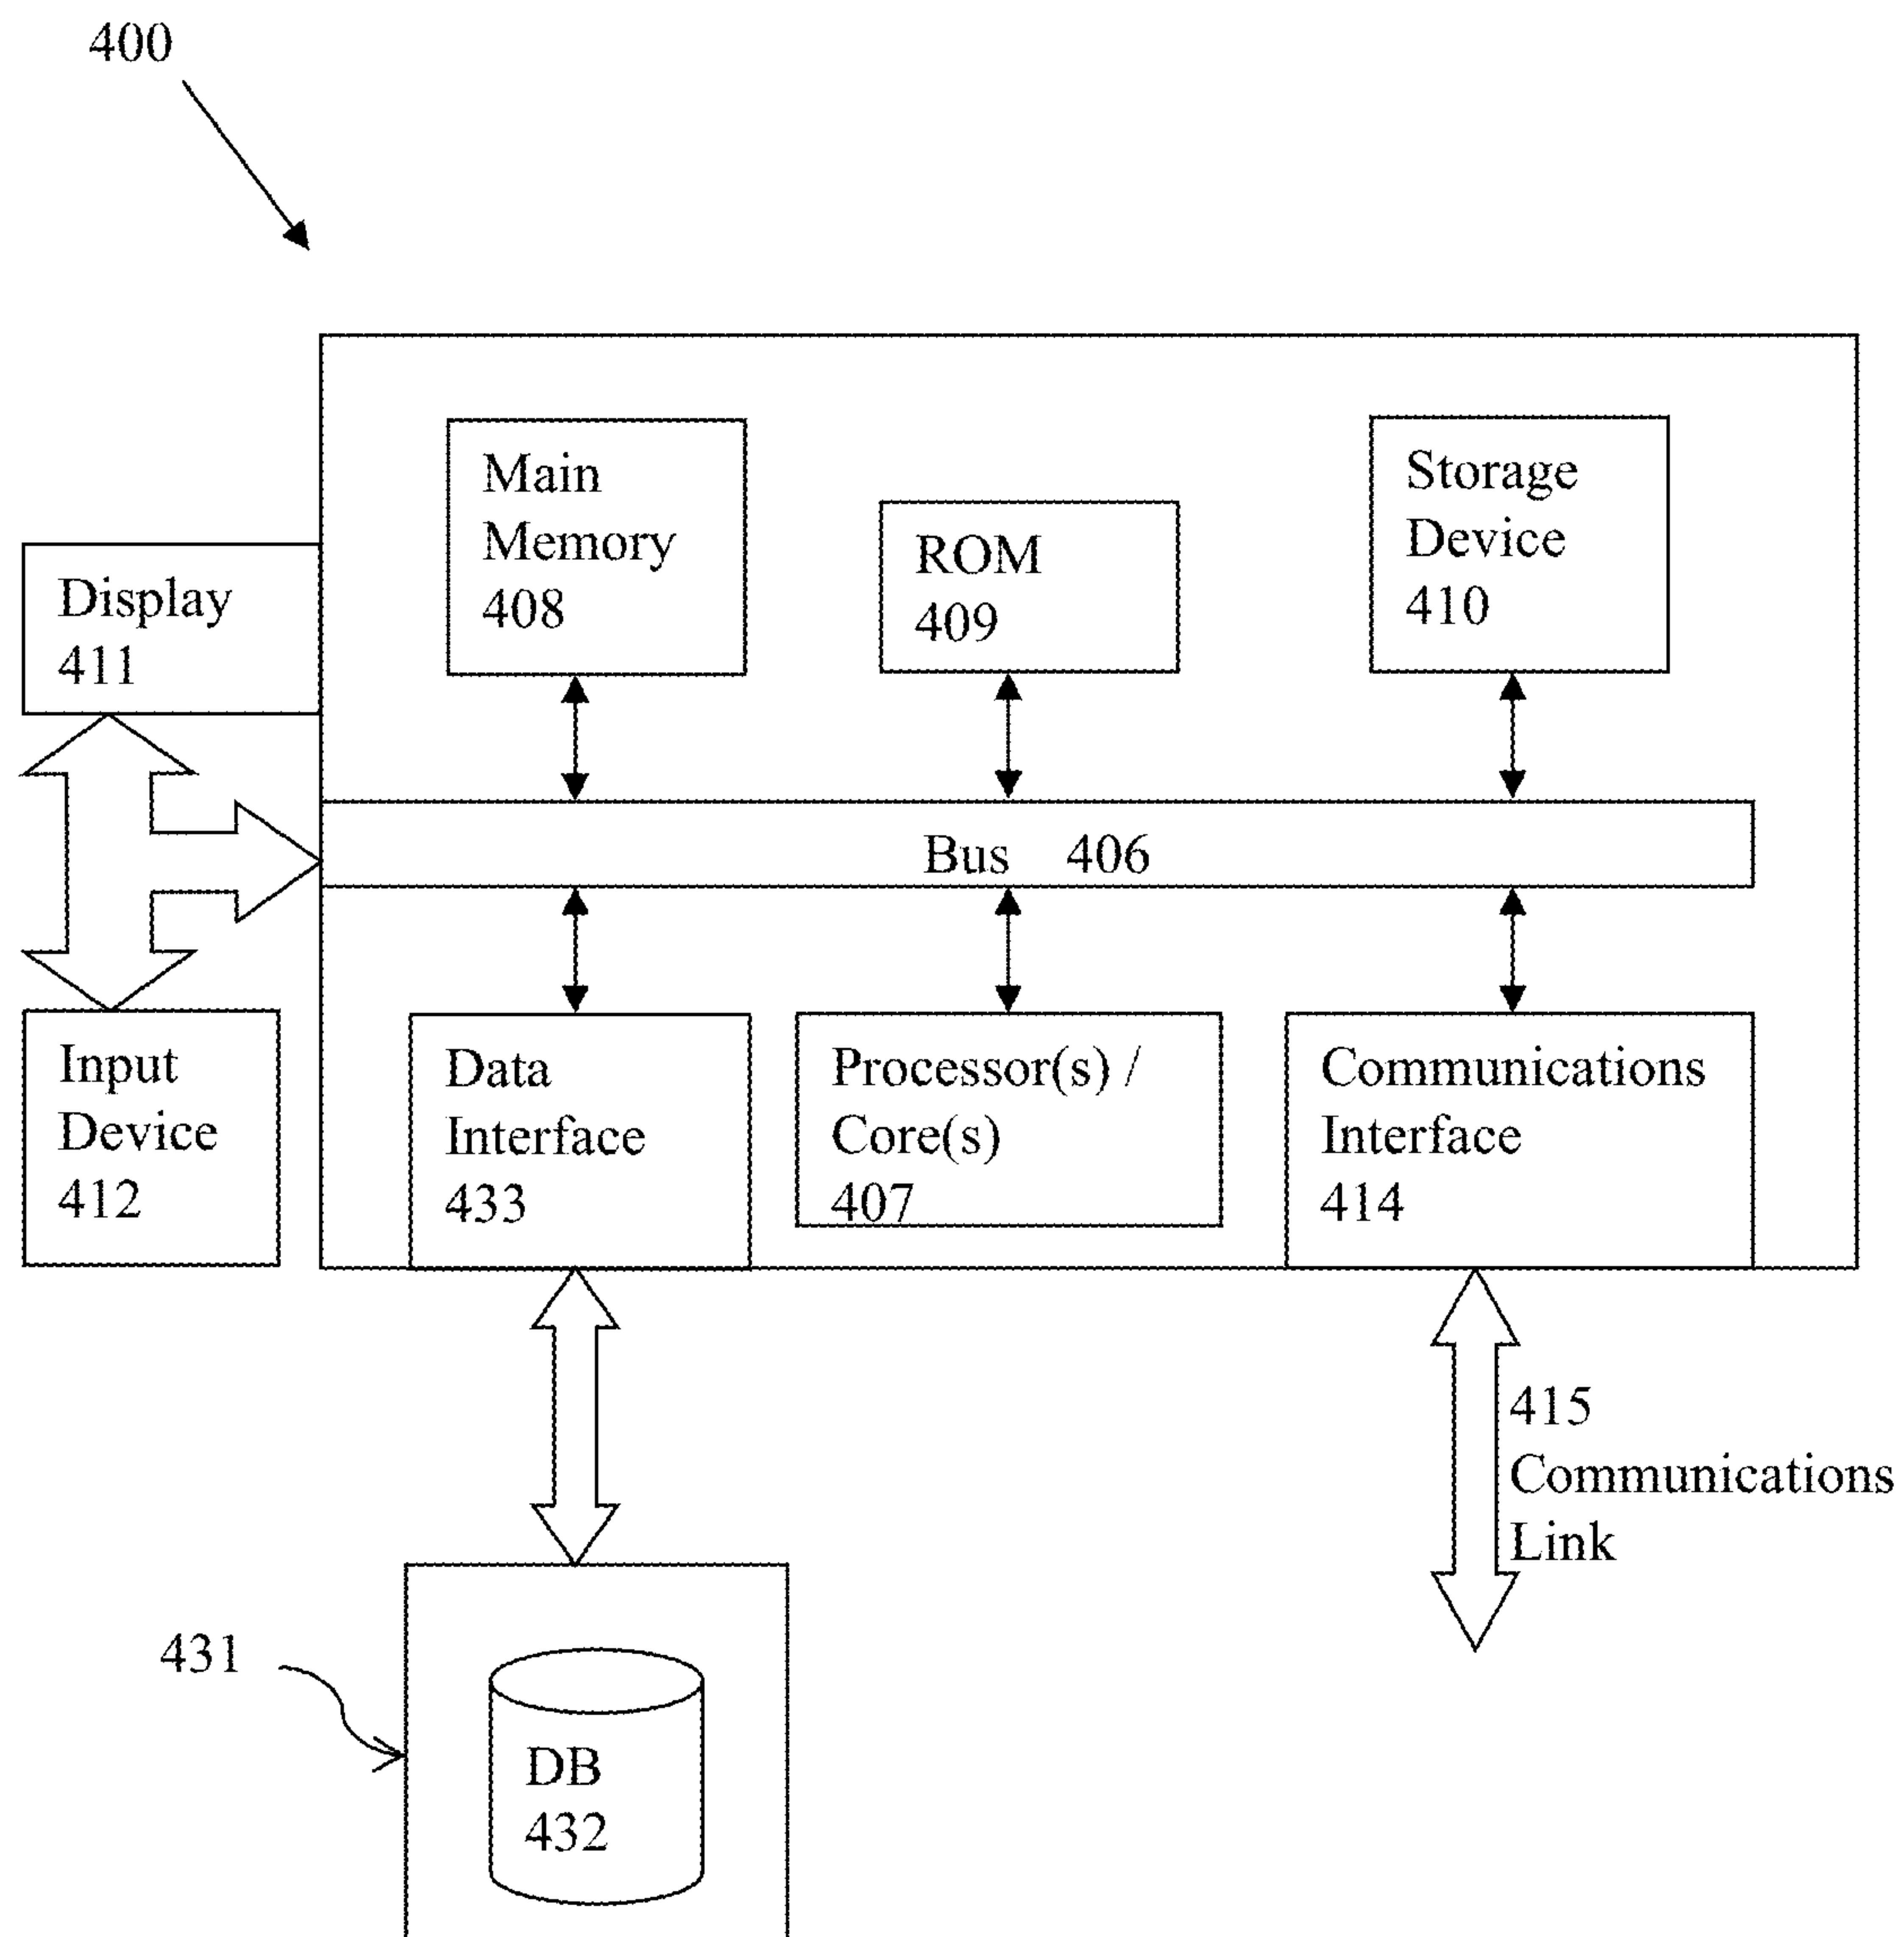 400
Main
Memory
408
ROM
409
Storage
Device
410
Display
411
Bus 406
Input
Device
412
Data
Interface
433
Processor(s) /
Core(s)
407
Communications
Interface
414
415
Communications
Link
431
DB
432